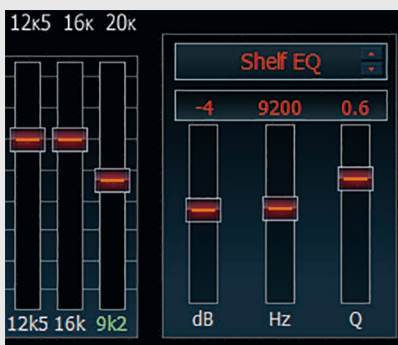 12K5 16K 20K
Shelf EQ
-4 9200 0.6
12k5 16k 9k2
dB Hz Q